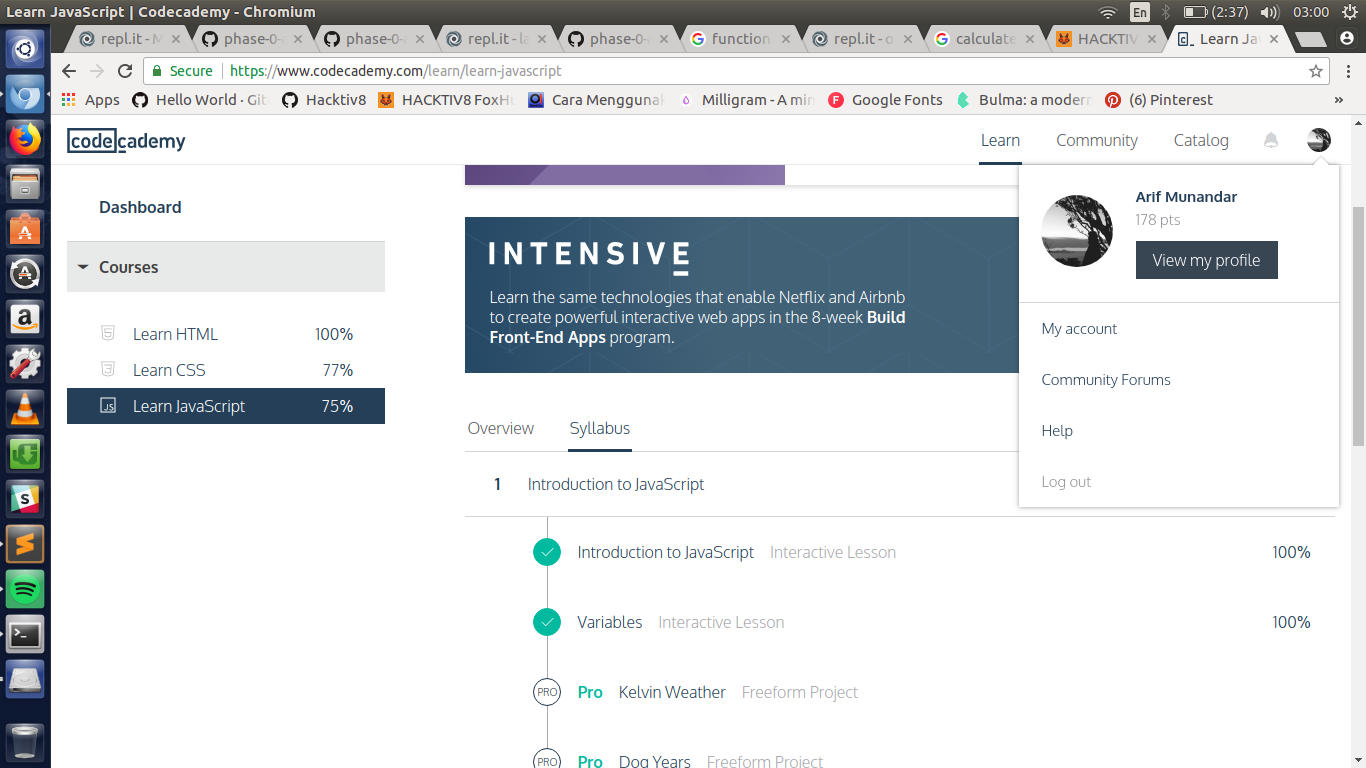 Learn JavaScript | Codecademy - Chromium
En
(2:37)
03:00
repl.it - M
phase-0-
phase-0-
repl.it - la
phase-0-
function
repl.it - o
calculate
HACKTIV
Learn Ja
Secure
https://www.codecademy.com/learn/learn-javascript
Apps
Hello World · Git
Hacktiv8
HACKTIV8 FoxHu
Cara Menggunak
Milligram - A min
Google Fonts
Bulma: a modern
(6) Pinterest
»
codecademy
Learn
Community
Catalog
Dashboard
Courses
Learn HTML 100%
Learn CSS 77%
Learn JavaScript 75%
INTENSIVE
Learn the same technologies that enable Netflix and Airbnb
to create powerful interactive web apps in the 8-week Build
Front-End Apps program.
Arif Munandar
178 pts
View my profile
My account
Community Forums
Help
Log out
Overview
Syllabus
1 Introduction to JavaScript
Introduction to JavaScript Interactive Lesson 100%
Variables Interactive Lesson 100%
PRO Pro Kelvin Weather Freeform Project
PRO Pro Dog Years Freeform Project